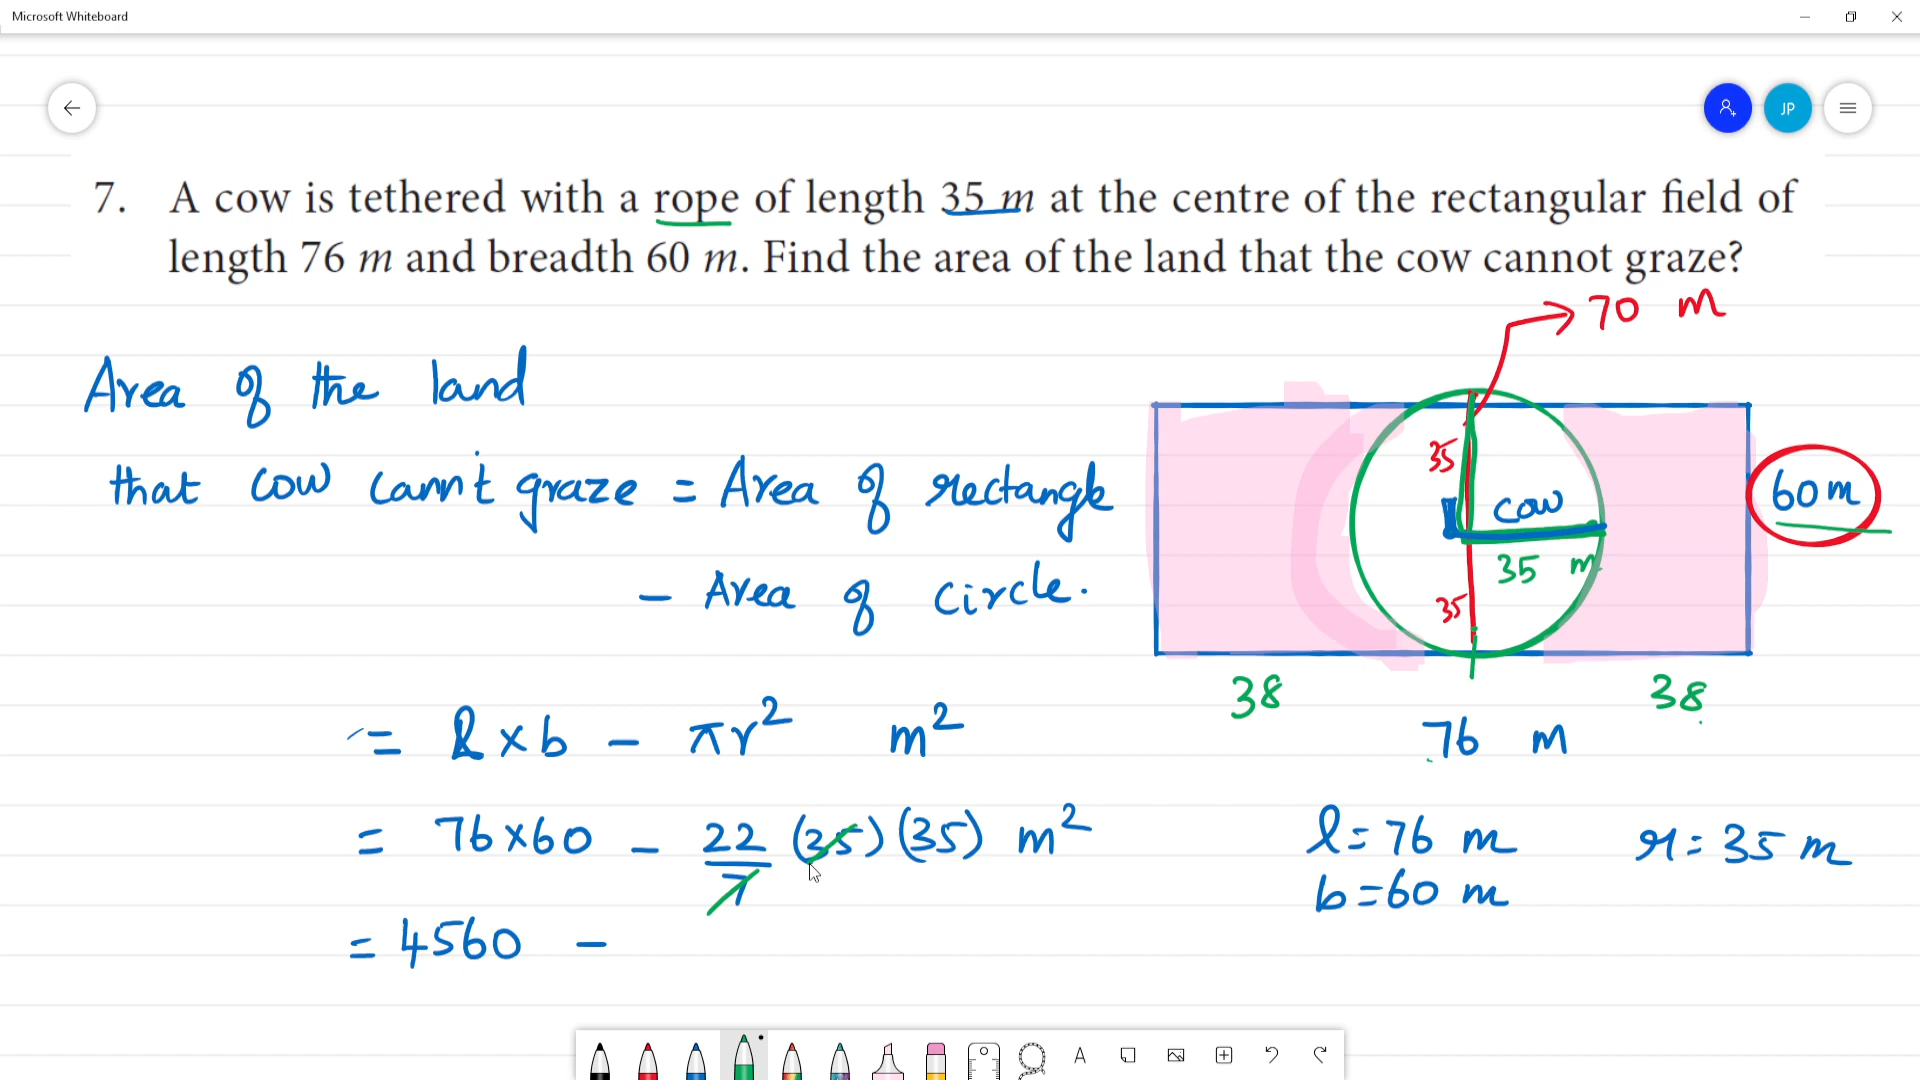 Microsoft Whiteboard
JP
7. A cow is tethered with a rope of length 35 m at the centre of the rectangular field of
length 76 m and breadth 60 m. Find the area of the land that the cow cannot graze?
70 m
Area of the land
that cow cann't graze = Area of rectangle
- Area of circle.
= l × b - πr² m²
= 76×60 - 22/7 (35) (35) m²
= 4560 -
35
cow
35 m
35
60 m
38
38
76 m
l = 76 m
r = 35 m
b = 60 m
A